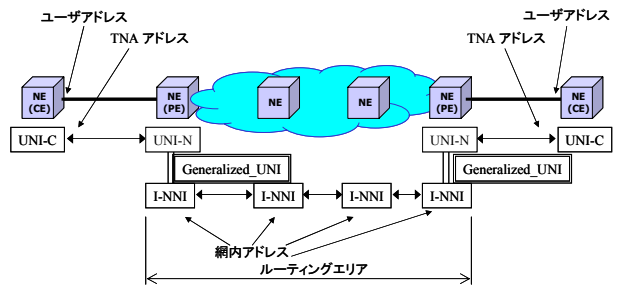 ユーザアドレス
TNA アドレス
ユーザアドレス
TNA アドレス
NE
(CE)
NE
(PE)
NE
NE
NE
(PE)
NE
(CE)
UNI-C
UNI-N
UNI-N
UNI-C
Generalized_UNI
Generalized_UNI
I-NNI
I-NNI
I-NNI
I-NNI
網内アドレス
ルーティングエリア